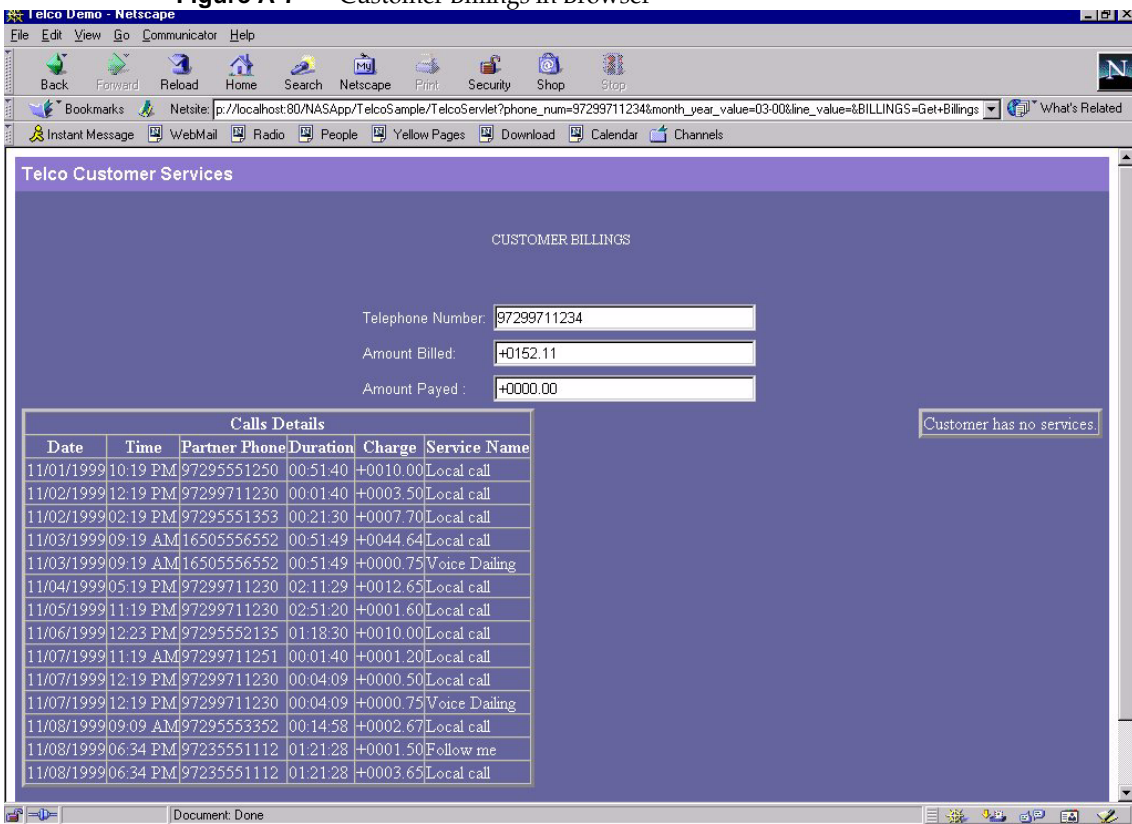 Customer Billings in Browser
Telco Demo - Netscape
File Edit View Go Communicator Help
Back Forward Reload Home Search Netscape Print Security Shop Stop
My
N
Bookmarks Netsite: p://localhost:80/NASApp/TelcoSample/TelcoServlet?phone_num=97299711234&month_year_value=03-00&line_value=&BILLINGS=Get+Billings What's Related
Instant Message WebMail Radio People Yellow Pages Download Calendar Channels
Telco Customer Services
CUSTOMER BILLINGS
Telephone Number: 97299711234
Amount Billed: +0152.11
Amount Payed : +0000.00
Calls Details
Customer has no services.
Date Time Partner Phone Duration Charge Service Name
11/01/1999 10:19 PM 97295551250 00:51:40 +0010.00 Local call
11/02/1999 12:19 PM 97299711230 00:01:40 +0003.50 Local call
11/02/1999 02:19 PM 97295551353 00:21:30 +0007.70 Local call
11/03/1999 09:19 AM 16505556552 00:51:49 +0044.64 Local call
11/03/1999 09:19 AM 16505556552 00:51:49 +0000.75 Voice Dailing
11/04/1999 05:19 PM 97299711230 02:11:29 +0012.65 Local call
11/05/1999 11:19 PM 97299711230 02:51:20 +0001.60 Local call
11/06/1999 12:23 PM 97295552135 01:18:30 +0010.00 Local call
11/07/1999 11:19 AM 97299711251 00:01:40 +0001.20 Local call
11/07/1999 12:19 PM 97299711230 00:04:09 +0000.50 Local call
11/07/1999 12:19 PM 97299711230 00:04:09 +0000.75 Voice Dailing
11/08/1999 09:09 AM 97295553352 00:14:58 +0002.67 Local call
11/08/1999 06:34 PM 97235551112 01:21:28 +0001.50 Follow me
11/08/1999 06:34 PM 97235551112 01:21:28 +0003.65 Local call
Document: Done